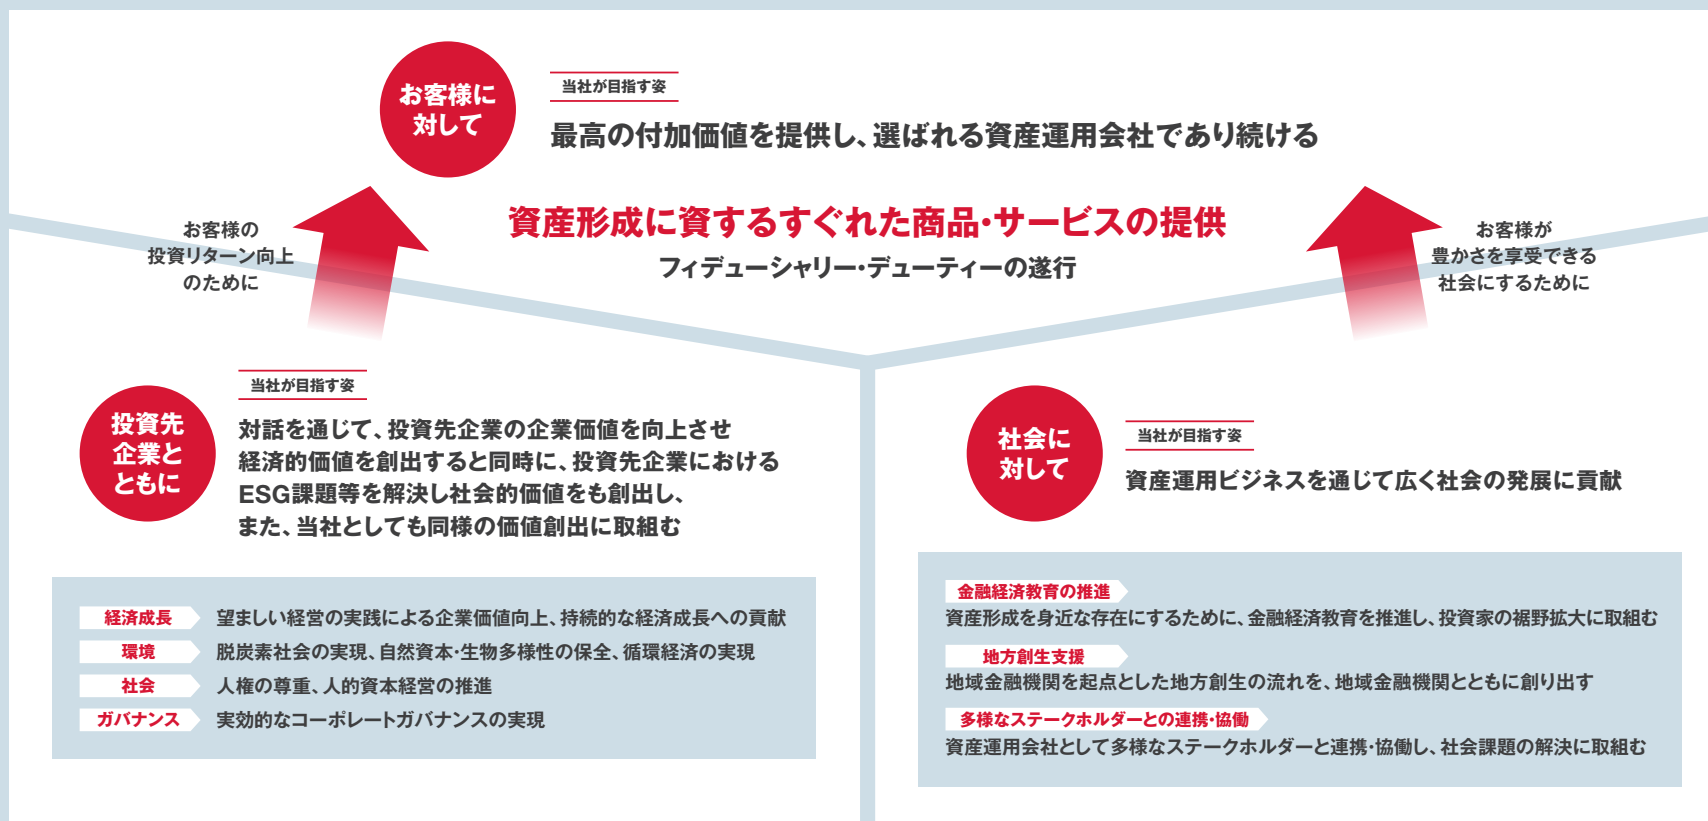 お客様に
対して
当社が目指す姿
最高の付加価値を提供し、選ばれる資産運用会社であり続ける
資産形成に資するすぐれた商品・サービスの提供
フィデューシャリー・デューティーの遂行
お客様の
投資リターン向上
のために
お客様が
豊かさを享受できる
社会にするために
投資先
企業と
ともに
当社が目指す姿
対話を通じて、投資先企業の企業価値を向上させ
経済的価値を創出すると同時に、投資先企業における
ESG課題等を解決し社会的価値をも創出し、
また、当社としても同様の価値創出に取組む
経済成長 望ましい経営の実践による企業価値向上、持続的な経済成長への貢献
環境 脱炭素社会の実現、自然資本・生物多様性の保全、循環経済の実現
社会 人権の尊重、人的資本経営の推進
ガバナンス 実効的なコーポレートガバナンスの実現
社会に
対して
当社が目指す姿
資産運用ビジネスを通じて広く社会の発展に貢献
金融経済教育の推進
資産形成を身近な存在にするために、金融経済教育を推進し、投資家の裾野拡大に取組む
地方創生支援
地域金融機関を起点とした地方創生の流れを、地域金融機関とともに創り出す
多様なステークホルダーとの連携・協働
資産運用会社として多様なステークホルダーと連携・協働し、社会課題の解決に取組む